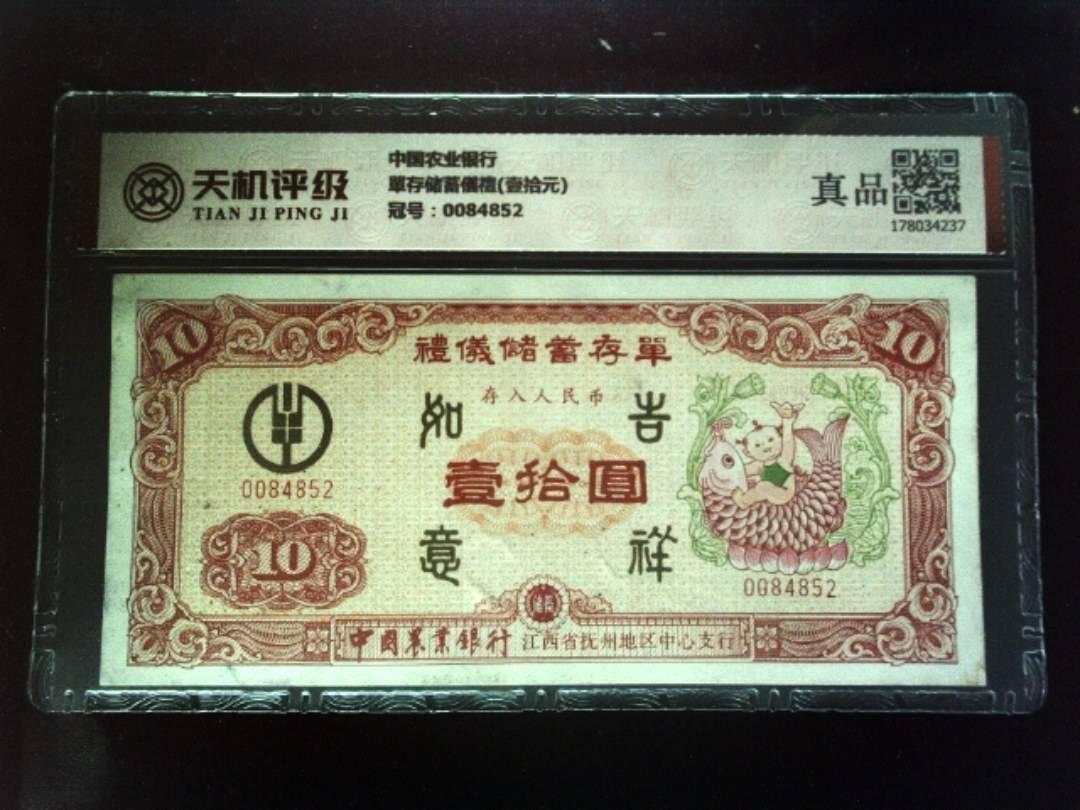 天机评级
TIAN JI PING JI
中国农业银行
單存储蓄儀禮(壹拾元)
冠号：0084852
真品
178034237
10
10
禮儀儲蓄存單
存入人民币
如
吉
壹拾圓
意
祥
0084852
10
0084852
中國農業銀行 江西省抚州地区中心支行